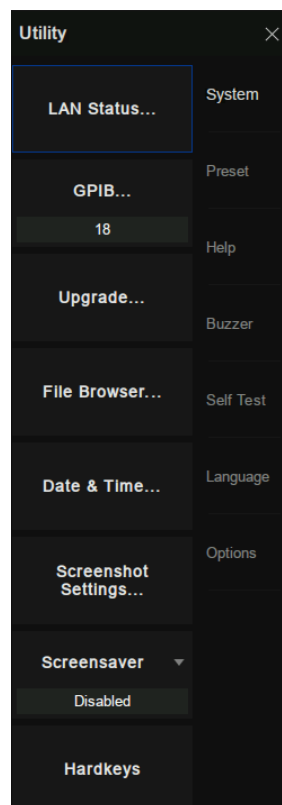 Utility
LAN Status...
GPIB...
18
Upgrade...
File Browser...
Date & Time...
Screenshot
Settings...
Screensaver
Disabled
Hardkeys
System
Preset
Help
Buzzer
Self Test
Language
Options